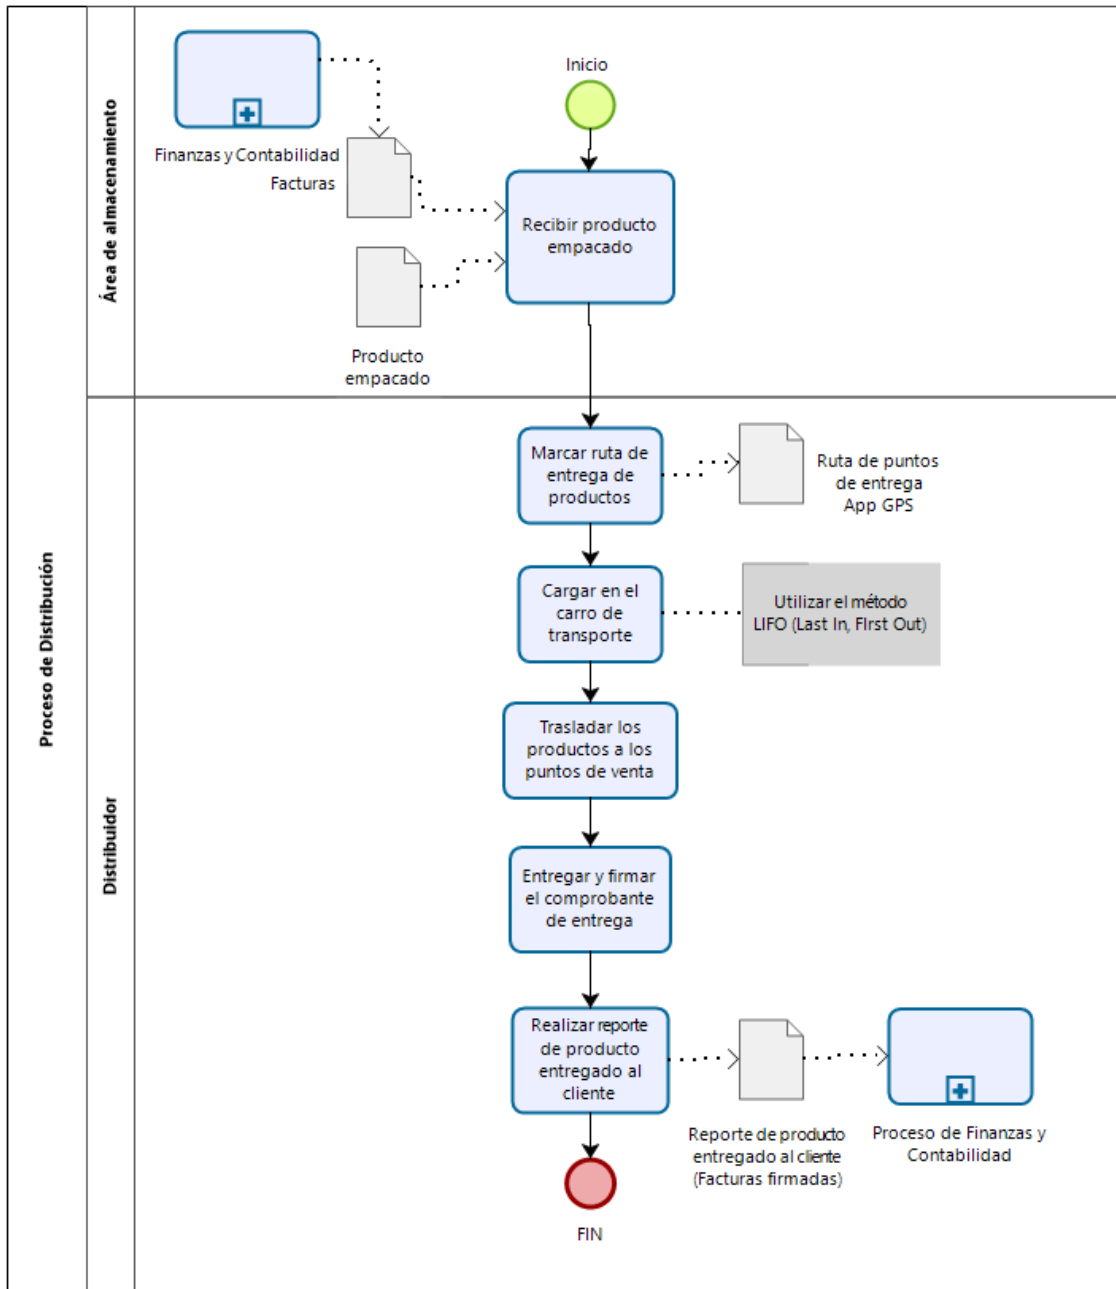 Proceso de Distribución
Área de almacenamiento
Inicio
Finanzas y Contabilidad
Facturas
Recibir producto
empacado
Producto
empacado
Distribuidor
Marcar ruta de
entrega de
productos
Ruta de puntos
de entrega
App GPS
Cargar en el
carro de
transporte
Utilizar el método
LIFO (Last In, FIrst Out)
Trasladar los
productos a los
puntos de venta
Entregar y firmar
el comprobante
de entrega
Realizar reporte
de producto
entregado al
cliente
Reporte de producto
entregado al cliente
(Facturas firmadas)
Proceso de Finanzas y
Contabilidad
FIN